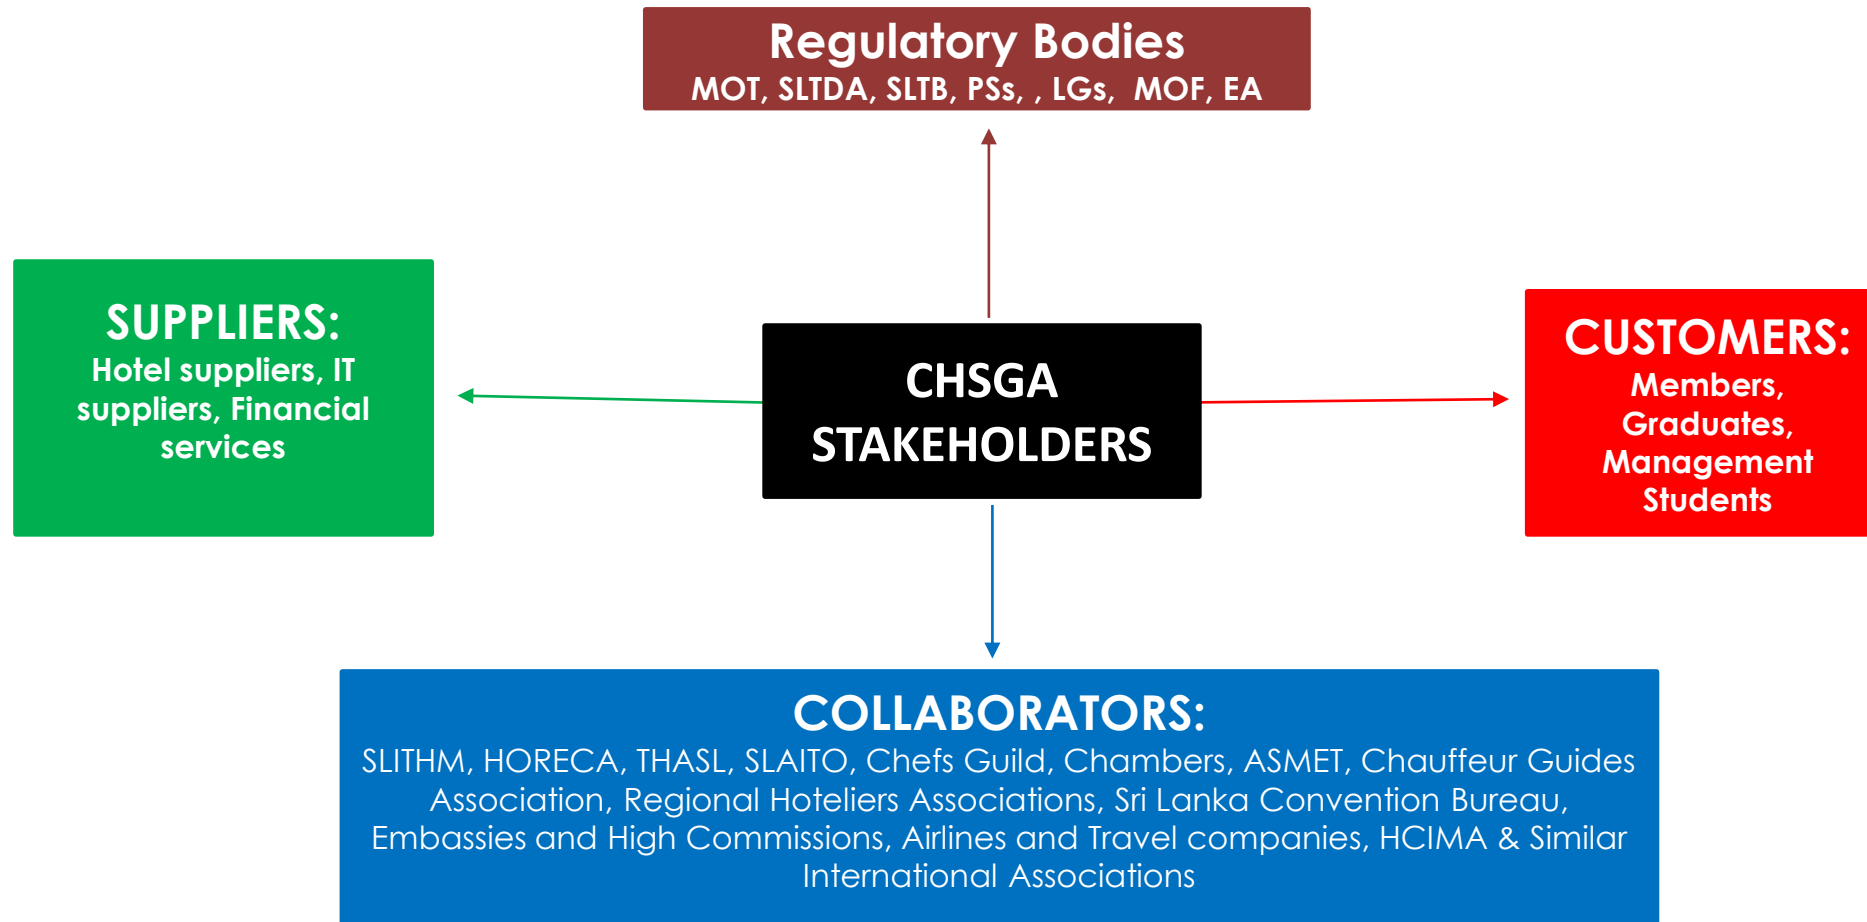 Regulatory Bodies
MOT, SLTDA, SLTB, PSs, , LGs, MOF, EA
SUPPLIERS:
Hotel suppliers, IT
suppliers, Financial
services
CHSGA
STAKEHOLDERS
CUSTOMERS:
Members,
Graduates,
Management
Students
COLLABORATORS:
SLITHM, HORECA, THASL, SLAITO, Chefs Guild, Chambers, ASMET, Chauffeur Guides
Association, Regional Hoteliers Associations, Sri Lanka Convention Bureau,
Embassies and High Commissions, Airlines and Travel companies, HCIMA & Similar
International Associations